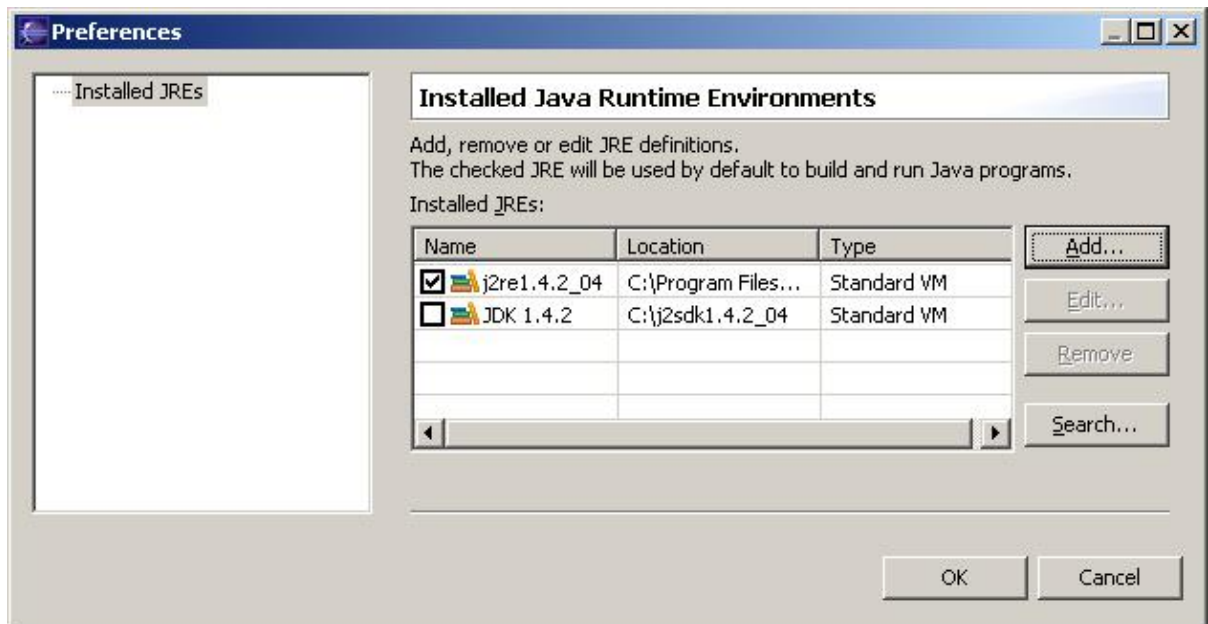 Preferences
Installed JREs
Installed Java Runtime Environments
Add, remove or edit JRE definitions.
The checked JRE will be used by default to build and run Java programs.
Installed JREs:
Name Location Type
j2re1.4.2_04 C:\Program Files... Standard VM
JDK 1.4.2 C:\j2sdk1.4.2_04 Standard VM
Add...
Edit...
Remove
Search...
OK Cancel